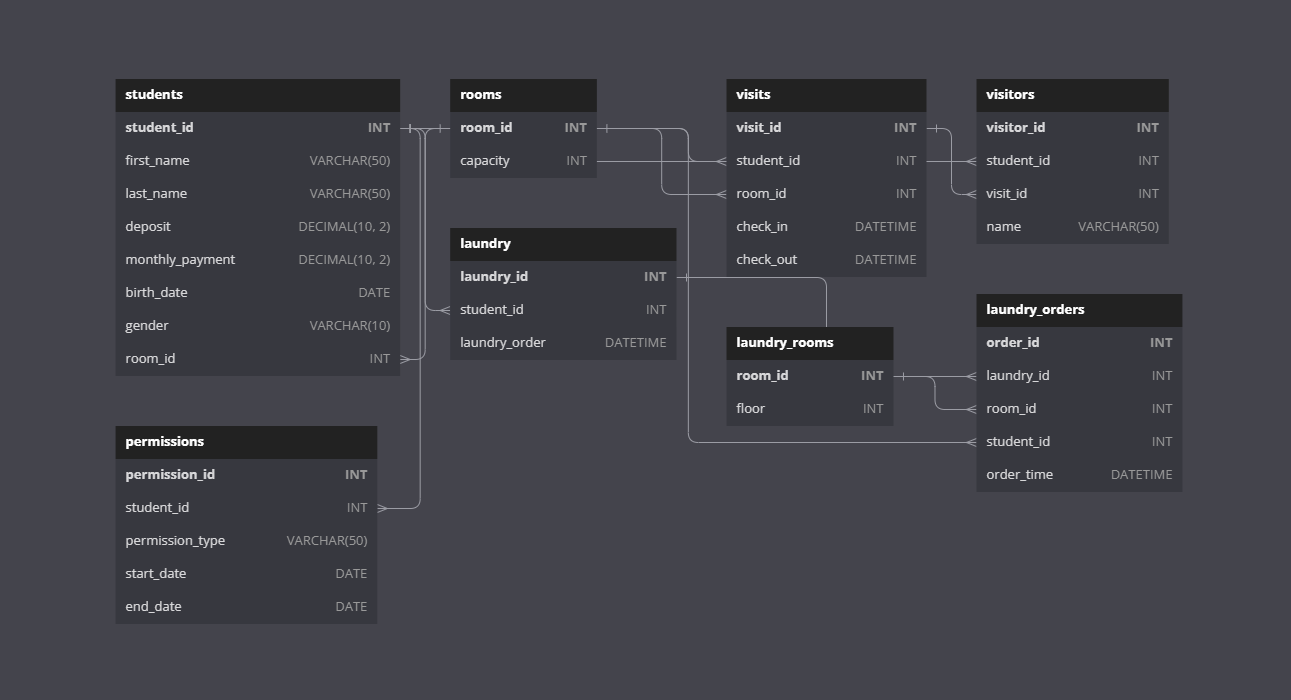 students
student_id INT
first_name VARCHAR(50)
last_name VARCHAR(50)
deposit DECIMAL(10, 2)
monthly_payment DECIMAL(10, 2)
birth_date DATE
gender VARCHAR(10)
room_id INT
permissions
permission_id INT
student_id INT
permission_type VARCHAR(50)
start_date DATE
end_date DATE
rooms
room_id INT
capacity INT
laundry
laundry_id INT
student_id INT
laundry_order DATETIME
visits
visit_id INT
student_id INT
room_id INT
check_in DATETIME
check_out DATETIME
laundry_rooms
room_id INT
floor INT
visitors
visitor_id INT
student_id INT
visit_id INT
name VARCHAR(50)
laundry_orders
order_id INT
laundry_id INT
room_id INT
student_id INT
order_time DATETIME